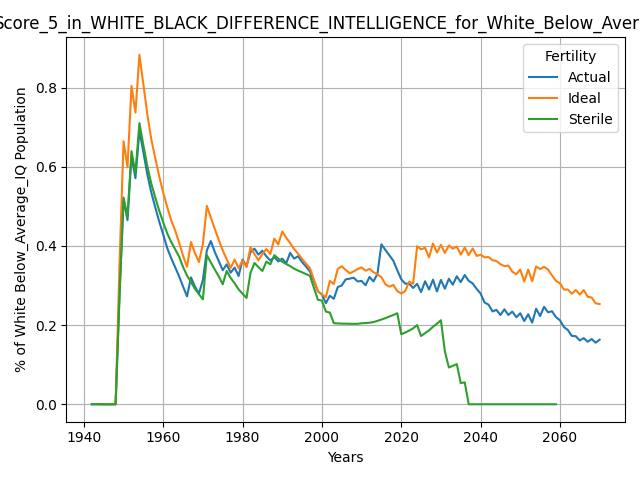 Score_5_in_WHITE_BLACK_DIFFERENCE_INTELLIGENCE_for_White_Below_Aver
% of White Below_Average_IQ Population
0.8
0.6
0.4
0.2
0.0
1940 1960 1980 2000 2020 2040 2060
Years
Fertility
Actual
Ideal
Sterile